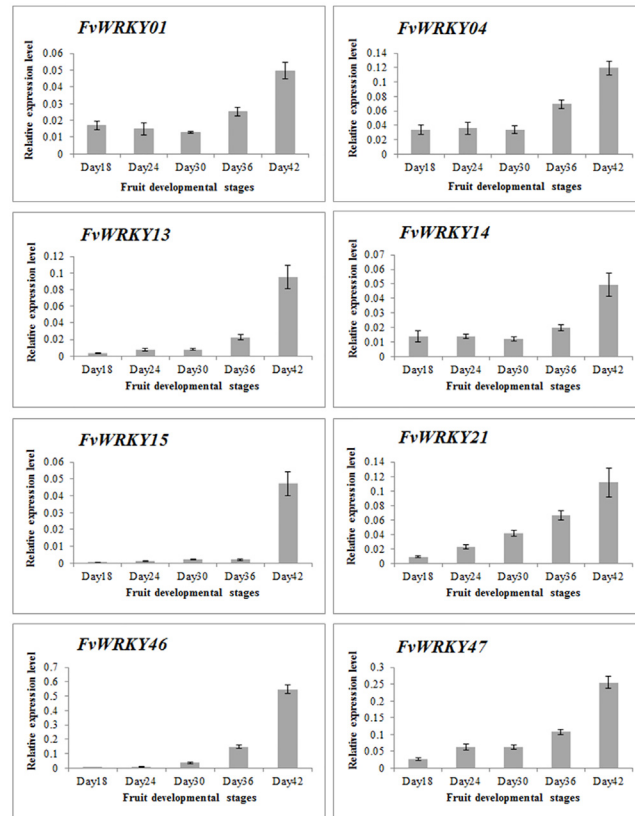 FvWRKY01
Relative expression level
0.06
0.05
0.04
0.03
0.02
0.01
0
Day18 Day24 Day30 Day36 Day42
Fruit developmental stages
FvWRKY04
Relative expression level
0.14
0.12
0.10
0.08
0.06
0.04
0.02
0
Day18 Day24 Day30 Day36 Day42
Fruit developmental stages
FvWRKY13
Relative expression level
0.12
0.1
0.08
0.06
0.04
0.02
0
Day18 Day24 Day30 Day36 Day42
Fruit developmental stages
FvWRKY14
Relative expression level
0.07
0.06
0.05
0.04
0.03
0.02
0.01
0
Day18 Day24 Day30 Day36 Day42
Fruit developmental stages
FvWRKY15
Relative expression level
0.06
0.05
0.04
0.03
0.02
0.01
0
Day18 Day24 Day30 Day36 Day42
Fruit developmental stages
FvWRKY21
Relative expression level
0.14
0.12
0.1
0.08
0.06
0.04
0.02
0
Day18 Day24 Day30 Day36 Day42
Fruit developmental stages
FvWRKY46
Relative expression level
0.7
0.6
0.5
0.4
0.3
0.2
0.1
0
Day18 Day24 Day30 Day36 Day42
Fruit developmental stages
FvWRKY47
Relative expression level
0.3
0.25
0.2
0.15
0.1
0.05
0
Day18 Day24 Day30 Day36 Day42
Fruit developmental stages